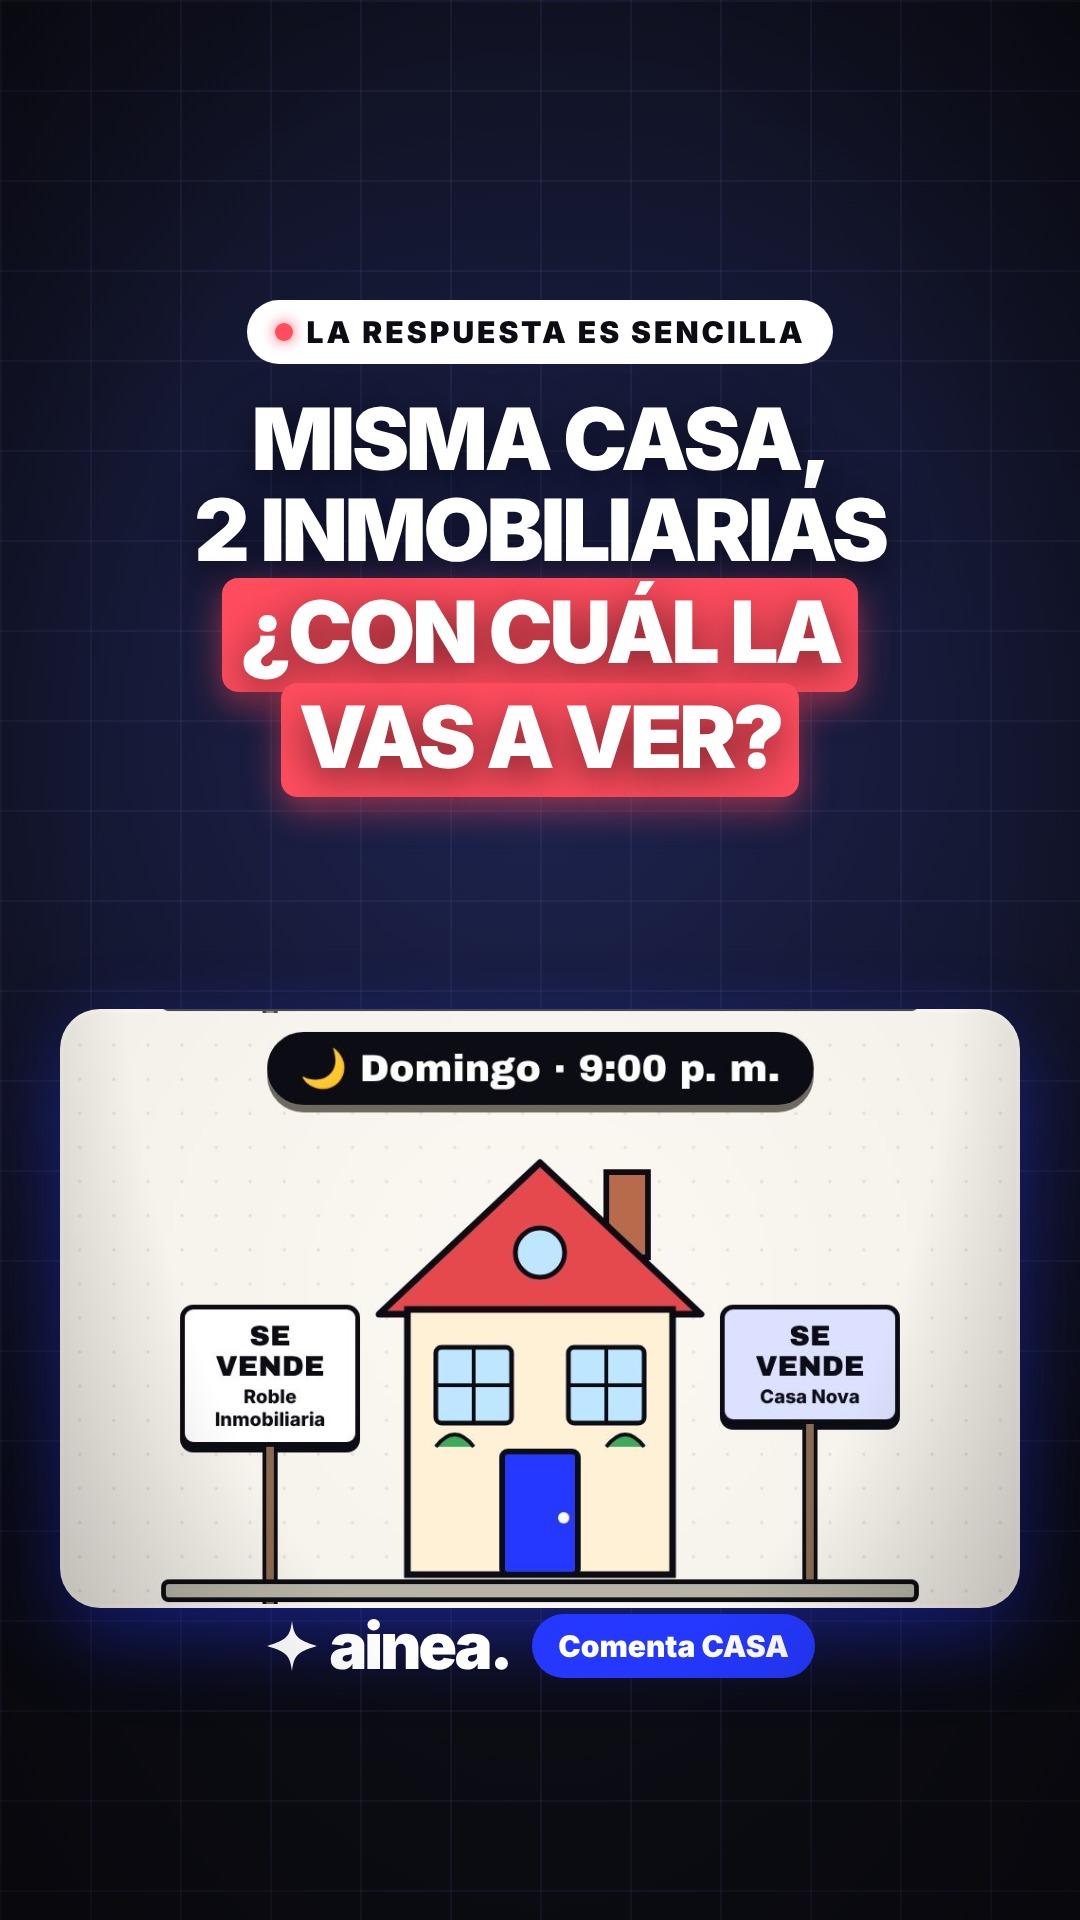 LA RESPUESTA ES SENCILLA
MISMA CASA,
2 INMOBILIARIAS
¿CON CUÁL LA
VAS A VER?
🌙 Domingo · 9:00 p. m.
SE
VENDE
Roble
Inmobiliaria
SE
VENDE
Casa Nova
ainea.
Comenta CASA